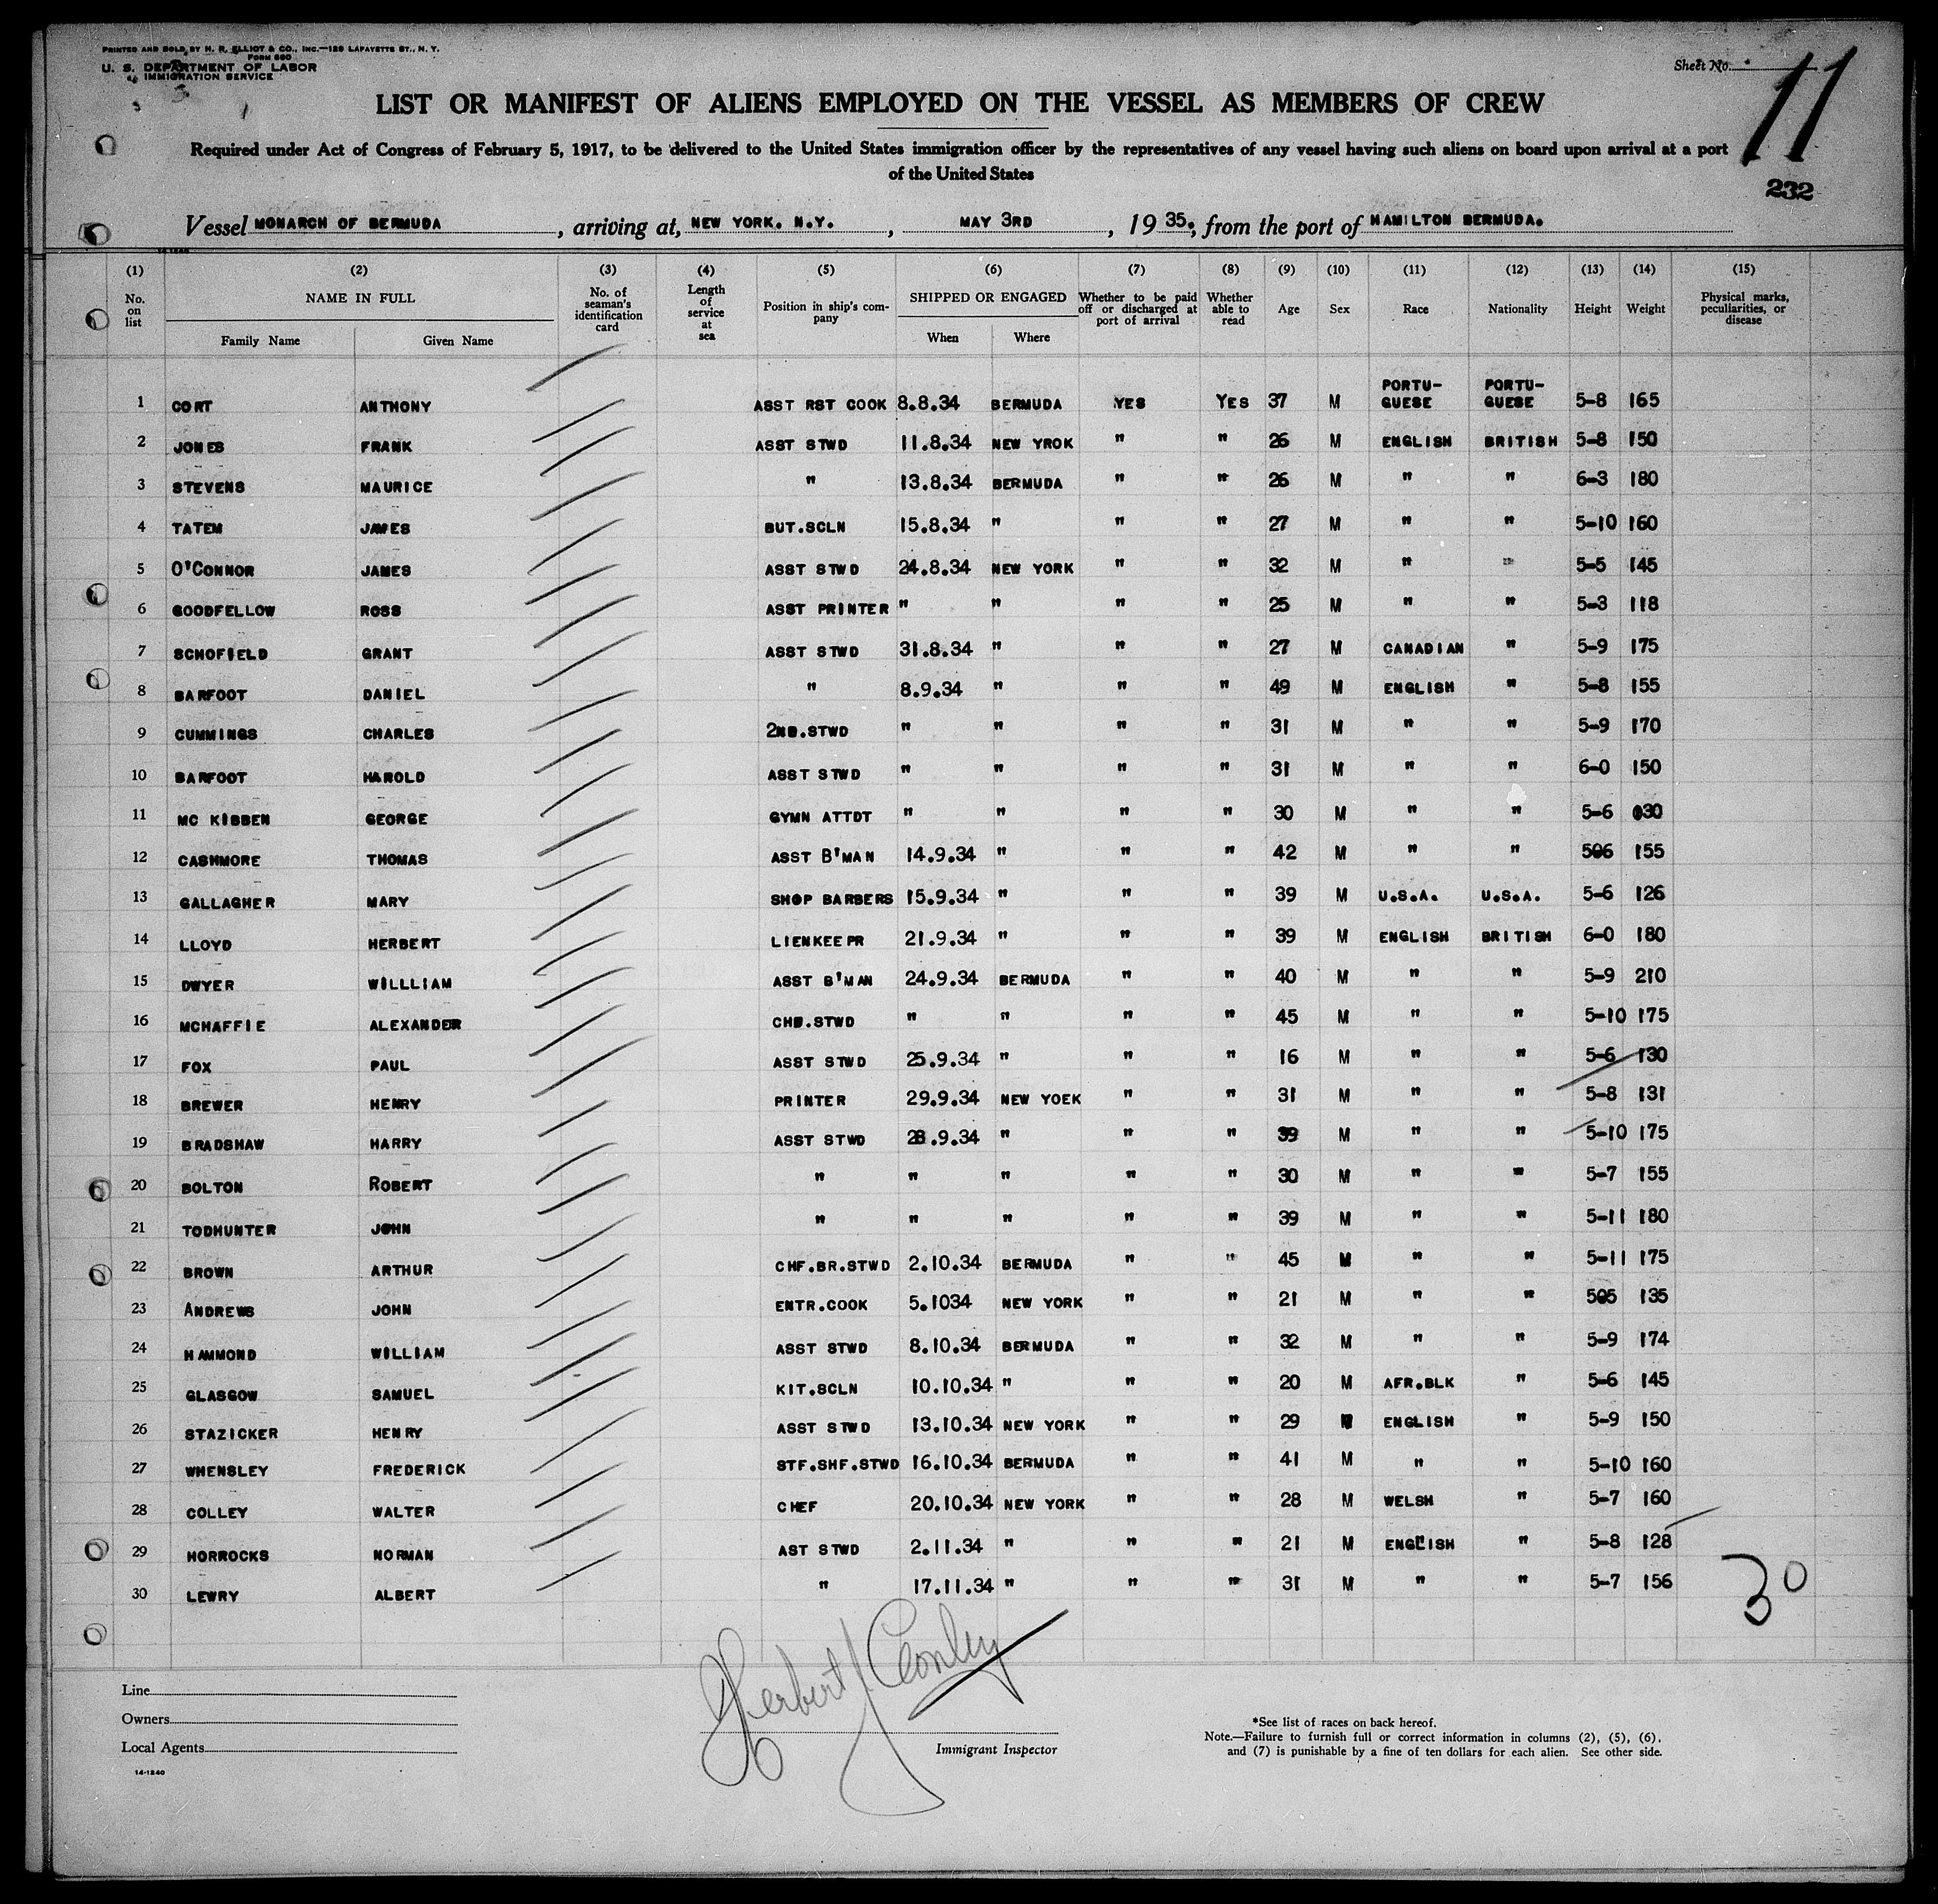 PRINTED AND SOLD BY H. R. ELLIOT & CO., INC.—129 LAFAYETTE ST., N. Y.
FORM 680
U. S. DEPARTMENT OF LABOR
IMMIGRATION SERVICE
Sheet No.
11
LIST OR MANIFEST OF ALIENS EMPLOYED ON THE VESSEL AS MEMBERS OF CREW
Required under Act of Congress of February 5, 1917, to be delivered to the United States immigration officer by the representatives of any vessel having such aliens on board upon arrival at a port
of the United States
232
Vessel MONARCH OF BERMUDA, arriving at, NEW YORK. N.Y., MAY 3RD, 19 35., from the port of HAMILTON BERMUDA.
(1) (2) (3) (4) (5) (6) (7) (8) (9) (10) (11) (12) (13) (14) (15)
No. on list NAME IN FULL Family Name Given Name No. of seaman's identification card Length of service at sea Position in ship's company SHIPPED OR ENGAGED When Where Whether to be paid off or discharged at port of arrival Whether able to read Age Sex Race Nationality Height Weight Physical marks, peculiarities, or disease
1 CORT ANTHONY ASST RST COOK 8.8.34 BERMUDA YES YES 37 M PORTU-GUESE PORTU-GUESE 5-8 165
2 JONES FRANK ASST STWD 11.8.34 NEW YROK " " 26 M ENGLISH BRITISH 5-8 150
3 STEVENS MAURICE " 13.8.34 BERMUDA " " 26 M " " 6-3 180
4 TATEM JAMES BUT.SCLN 15.8.34 " " " 27 M " " 5-10 160
5 O'CONNOR JAMES ASST STWD 24.8.34 NEW YORK " " 32 M " " 5-5 145
6 GOODFELLOW ROSS ASST PRINTER " " " " 25 M " " 5-3 118
7 SCHOFIELD GRANT ASST STWD 31.8.34 " " " 27 M CANADIAN " 5-9 175
8 BARFOOT DANIEL " 8.9.34 " " " 49 M ENGLISH " 5-8 155
9 CUMMINGS CHARLES 2ND.STWD " " " " 31 M " " 5-9 170
10 BARFOOT HAROLD ASST STWD " " " " 31 M " " 6-0 150
11 MC KIBBEN GEORGE GYMN ATTDT " " " " 30 M " " 5-6 030
12 CASHMORE THOMAS ASST B'MAN 14.9.34 " " " 42 M " " 506 155
13 GALLAGHER MARY SHOP BARBERS 15.9.34 " " " 39 M U.S.A. U.S.A. 5-6 126
14 LLOYD HERBERT LIENKEEPR 21.9.34 " " " 39 M ENGLISH BRITISH 6-0 180
15 DWYER WILLLIAM ASST B'MAN 24.9.34 BERMUDA " " 40 M " " 5-9 210
16 MCHAFFIE ALEXANDER CHB.STWD " " " " 45 M " " 5-10 175
17 FOX PAUL ASST STWD 25.9.34 " " " 16 M " " 5-6 130
18 BREWER HENRY PRINTER 29.9.34 NEW YOEK " " 31 M " " 5-8 131
19 BRADSHAW HARRY ASST STWD 28.9.34 " " " 39 M " " 5-10 175
20 BOLTON ROBERT " " " " " 30 M " " 5-7 155
21 TODHUNTER JOHN " " " " " 39 M " " 5-11 180
22 BROWN ARTHUR CHF.BR.STWD 2.10.34 BERMUDA " " 45 M " " 5-11 175
23 ANDREWS JOHN ENTR.COOK 5.1034 NEW YORK " " 21 M " " 505 135
24 HAMMOND WILLIAM ASST STWD 8.10.34 BERMUDA " " 32 M " " 5-9 174
25 GLASGOW SAMUEL KIT.SCLN 10.10.34 " " " 20 M AFR.BLK " 5-6 145
26 STAZICKER HENRY ASST STWD 13.10.34 NEW YORK " " 29 M ENGLISH " 5-9 150
27 WHENSLEY FREDERICK STF.SHF.STWD 16.10.34 BERMUDA " " 41 M " " 5-10 160
28 COLLEY WALTER CHEF 20.10.34 NEW YORK " " 28 M WELSH " 5-7 160
29 HORROCKS NORMAN AST STWD 2.11.34 " " " 21 M ENGLISH " 5-8 128
30 LEWRY ALBERT " 17.11.34 " " " 31 M " " 5-7 156
30
Line
Owners
Local Agents
14-1240
Herbert J Conley
Immigrant Inspector
*See list of races on back hereof.
Note.—Failure to furnish full or correct information in columns (2), (5), (6),
and (7) is punishable by a fine of ten dollars for each alien. See other side.